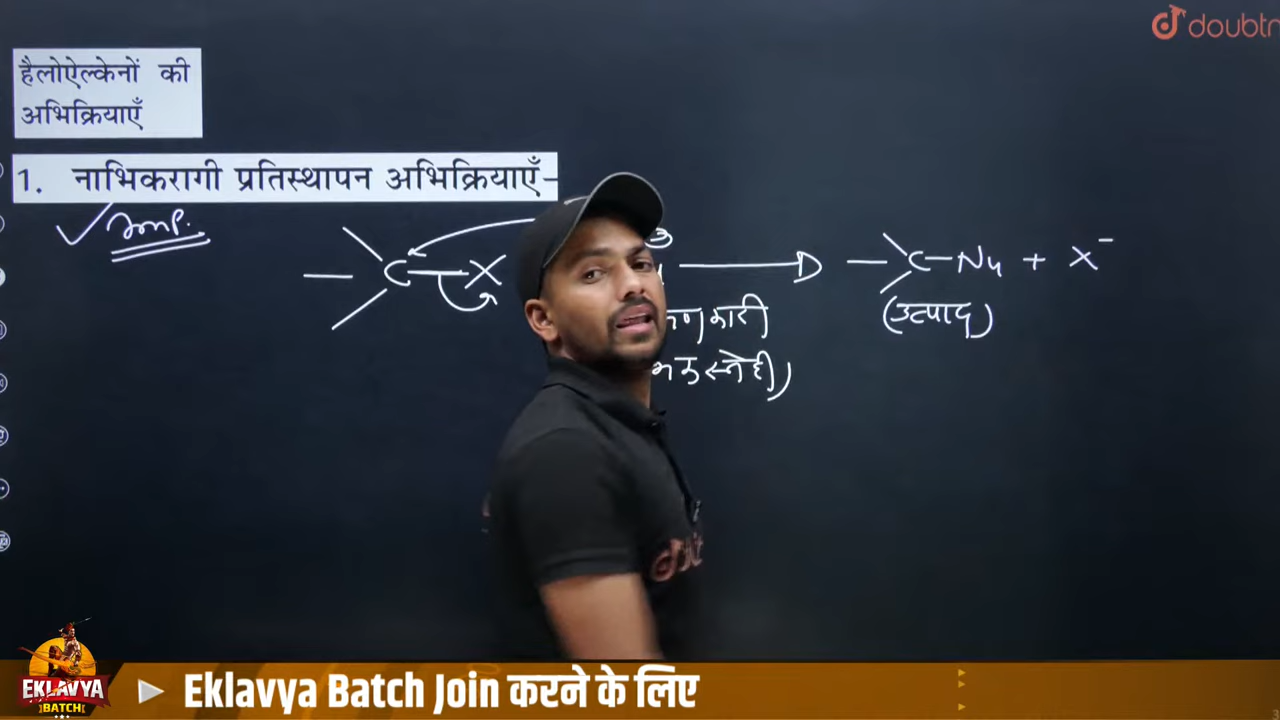 doubtn
हैलोऐल्केनों की
अभिक्रियाएँ
1. नाभिकरागी प्रतिस्थापन अभिक्रियाएँ-
Imp.
C-X
C-Nu + X⁻
(उत्पाद)
EKLAVYA
BATCH
Eklavya Batch Join करने के लिए